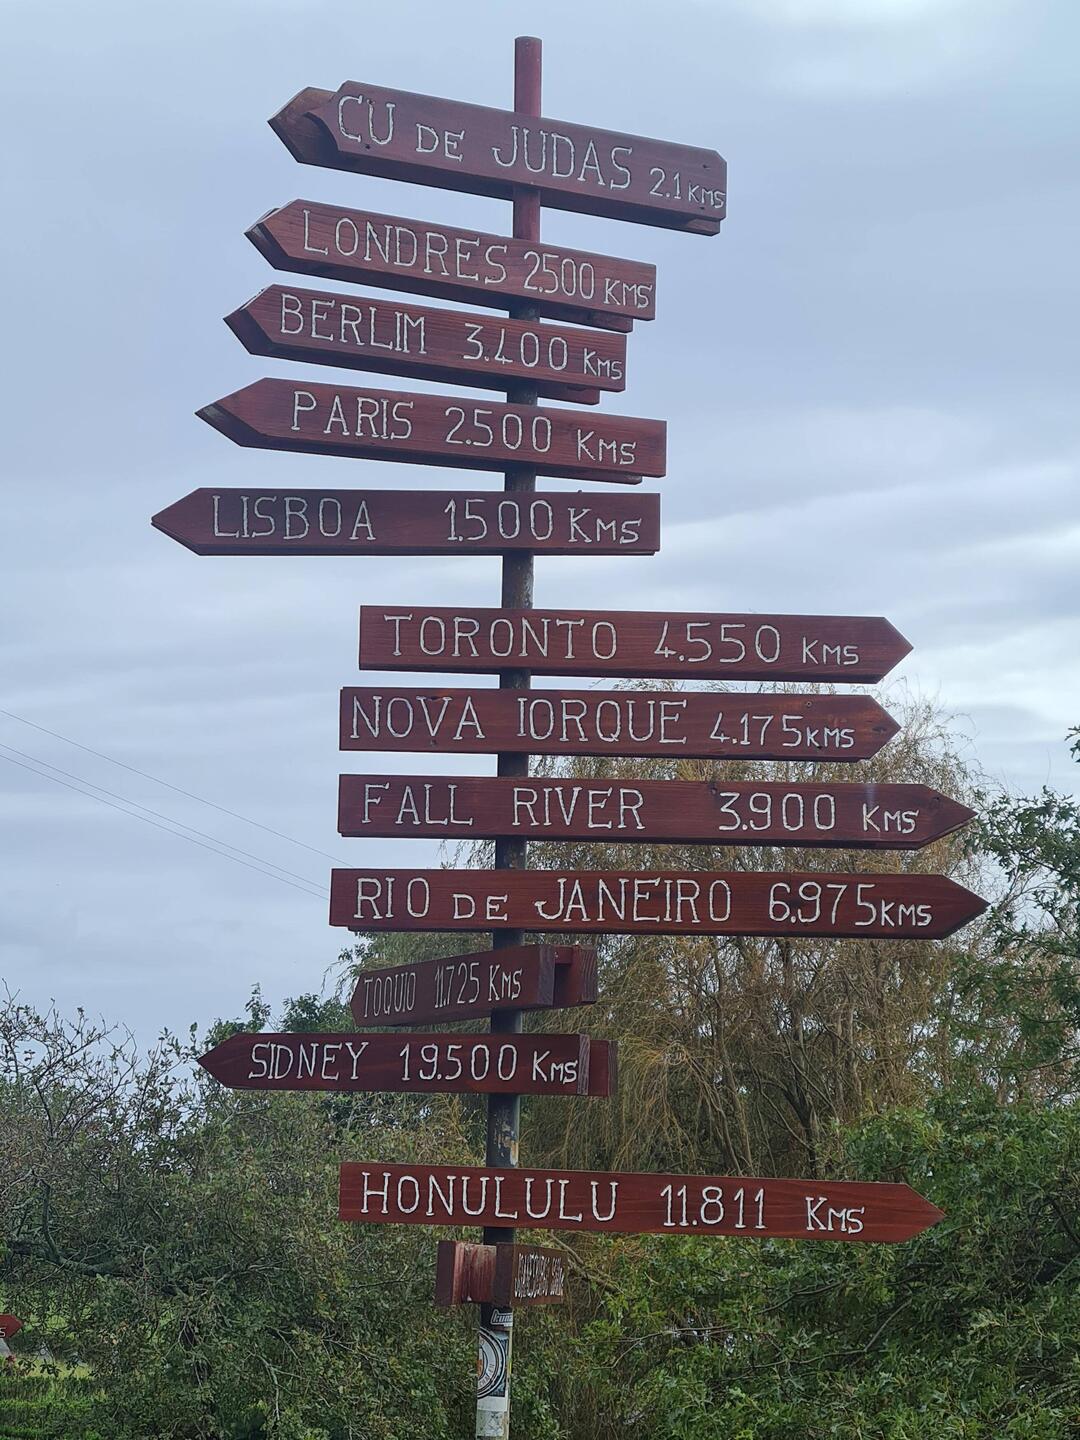 CU DE JUDAS 2.1 KMS
LONDRES 2.500 KMS
BERLIM 3.400 KMS
PARIS 2.500 KMS
LISBOA 1.500 KMS
TORONTO 4.550 KMS
NOVA IORQUE 4.175 KMS
FALL RIVER 3.900 KMS
RIO DE JANEIRO 6.975 KMS
TOQUIO 11.725 KMS
SIDNEY 19.500 KMS
HONULULU 11.811 KMS